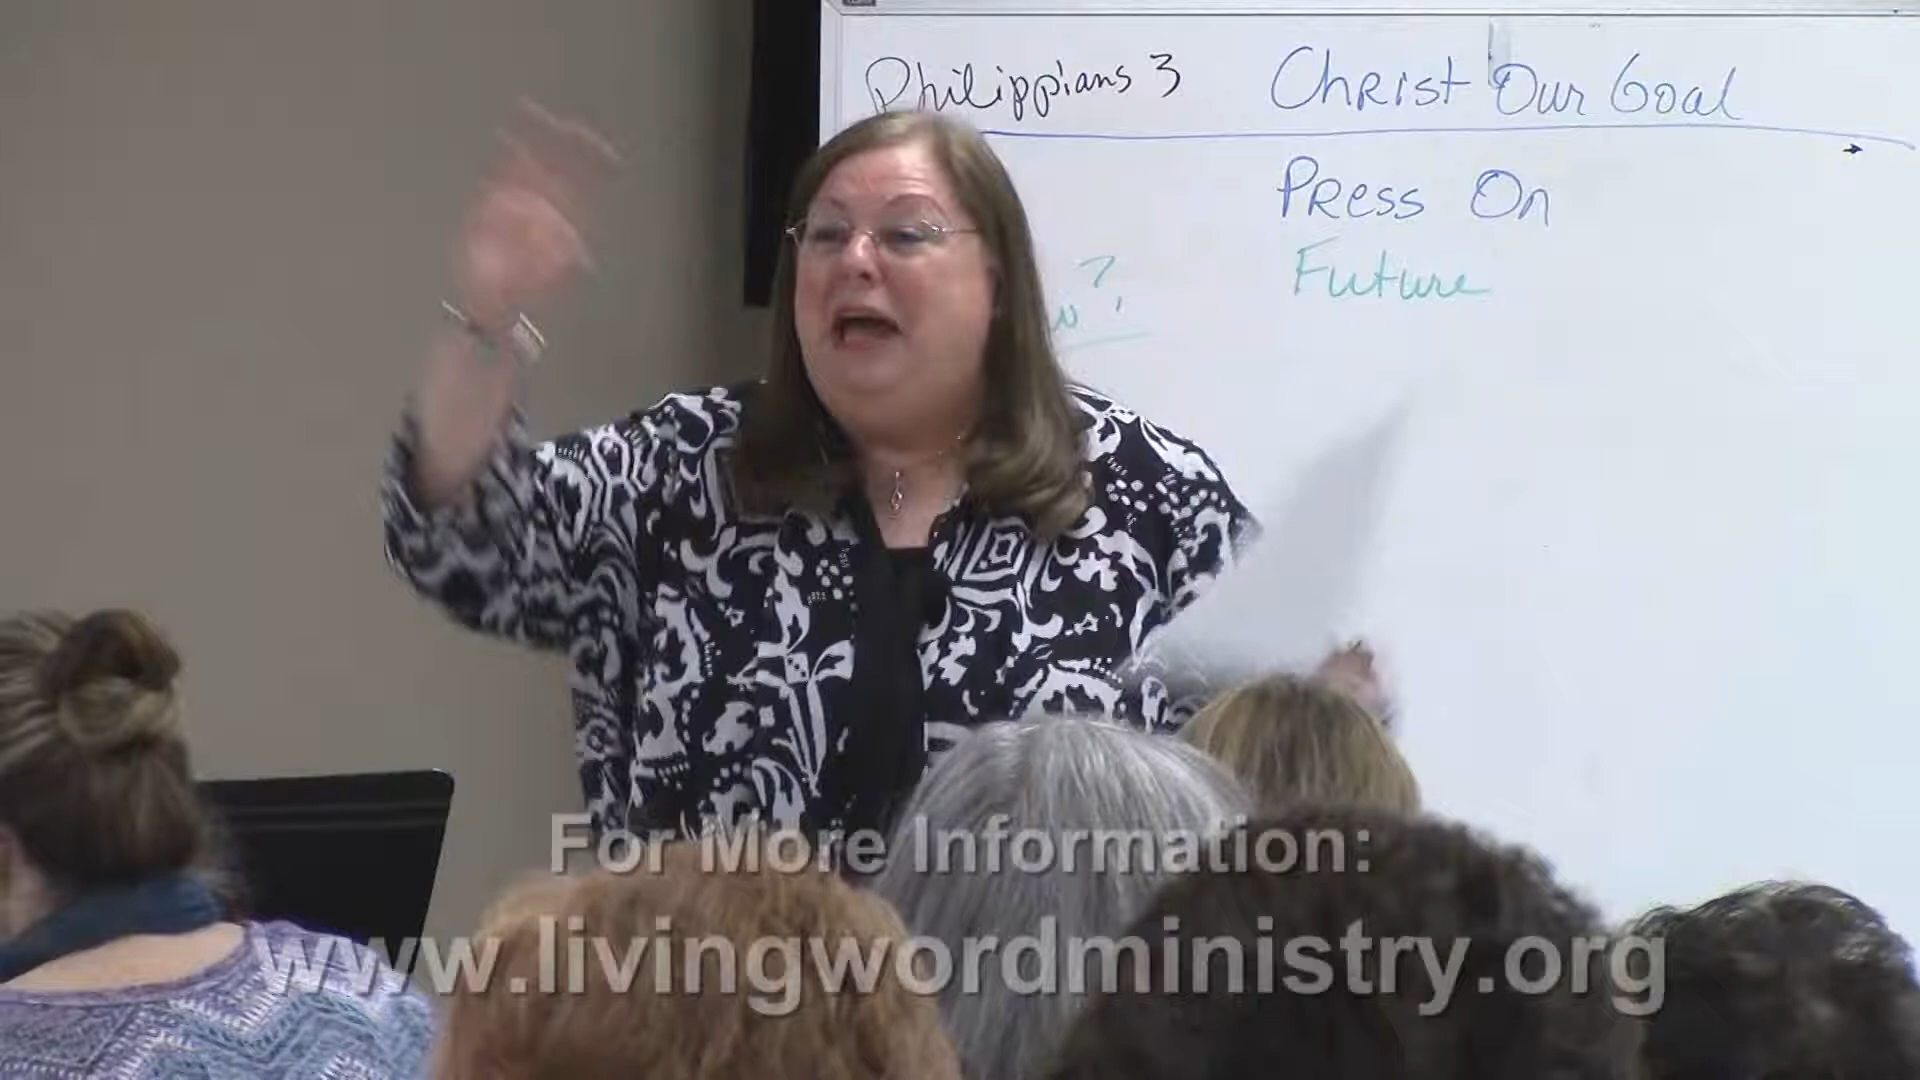 Philippians 3 Christ Our Goal
Press On
Future
?
For More Information:
www.livingwordministry.org